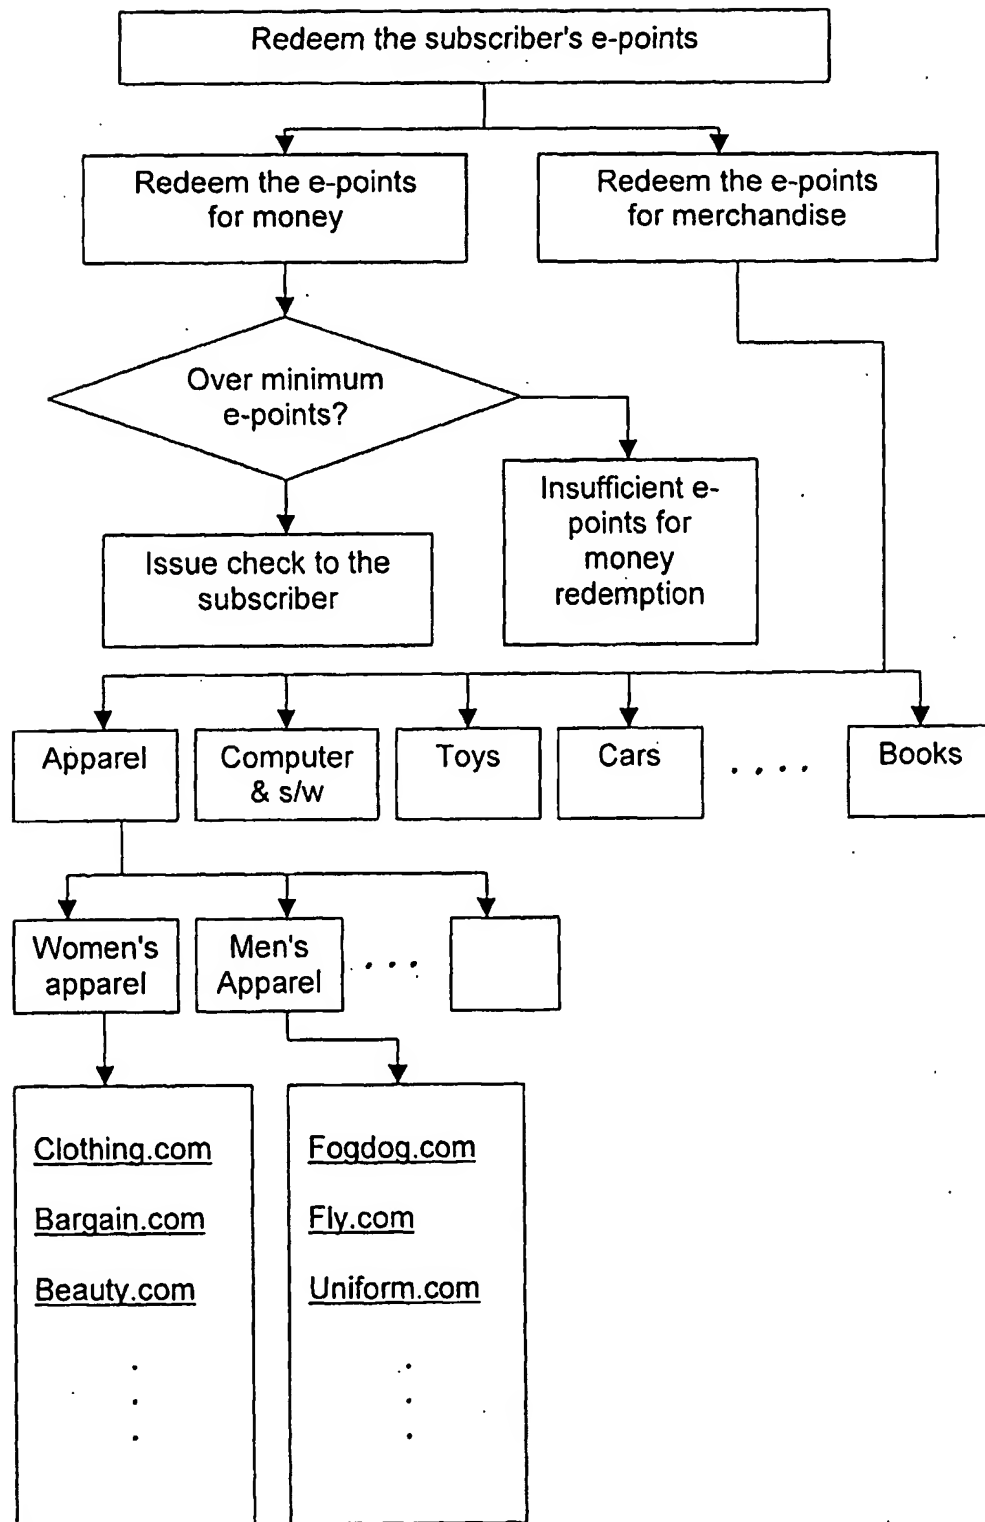 Redeem the subscriber's e-points
Redeem the e-points
for money
Redeem the e-points
for merchandise
Over minimum
e-points?
Insufficient e-
points for
money
redemption
Issue check to the
subscriber
Apparel
Computer
& s/w
Toys
Cars
. . . .
Books
Women's
apparel
Men's
Apparel
. . .
Clothing.com
Bargain.com
Beauty.com
Fogdog.com
Fly.com
Uniform.com